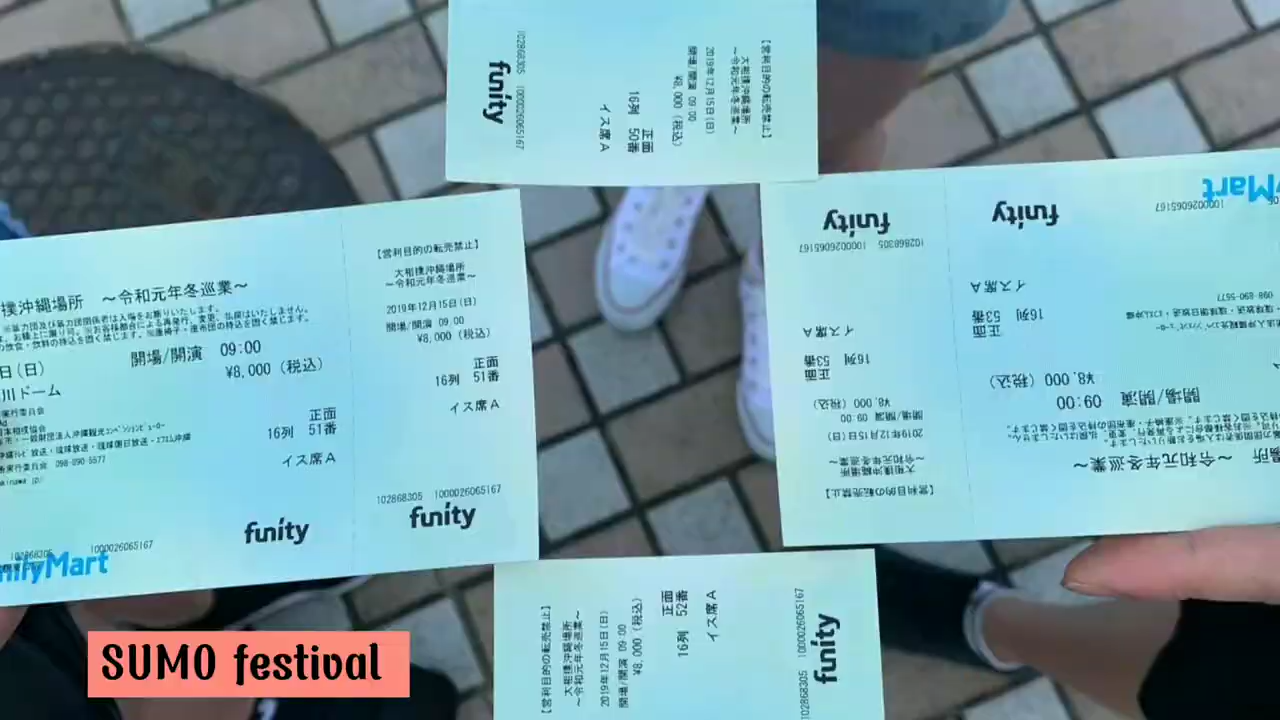 撲沖縄場所 ～令和元年冬巡業～
開場/開演 09:00
日(日)
¥8,000（税込）
川ドーム
正面
16列 51番
イス席A
098-890-5577
102868305 1000026065167
funity
milyMart
【営利目的の転売禁止】
大相撲沖縄場所
～令和元年冬巡業～
2019年12月15日(日)
開場/開演 09:00
¥8,000（税込）
正面
16列 51番
イス席A
102868305 1000026065167
funity
【営利目的の転売禁止】
大相撲沖縄場所
～令和元年冬巡業～
2019年12月15日(日)
開場/開演 09:00
¥8,000（税込）
正面
16列 50番
イス席A
102868305 1000026065167
funity
場所 ～令和元年冬巡業～
開場/開演 09:00
¥8,000（税込）
正面
16列 53番
イス席A
098-890-5577
1000026065167
funity
yMart
【営利目的の転売禁止】
大相撲沖縄場所
～令和元年冬巡業～
2019年12月15日(日)
開場/開演 09:00
¥8,000（税込）
正面
16列 53番
イス席A
102868305 1000026065167
funity
【営利目的の転売禁止】
大相撲沖縄場所
～令和元年冬巡業～
2019年12月15日(日)
開場/開演 09:00
¥8,000（税込）
正面
16列 52番
イス席A
102868305 1000026065167
funity
SUMO festival